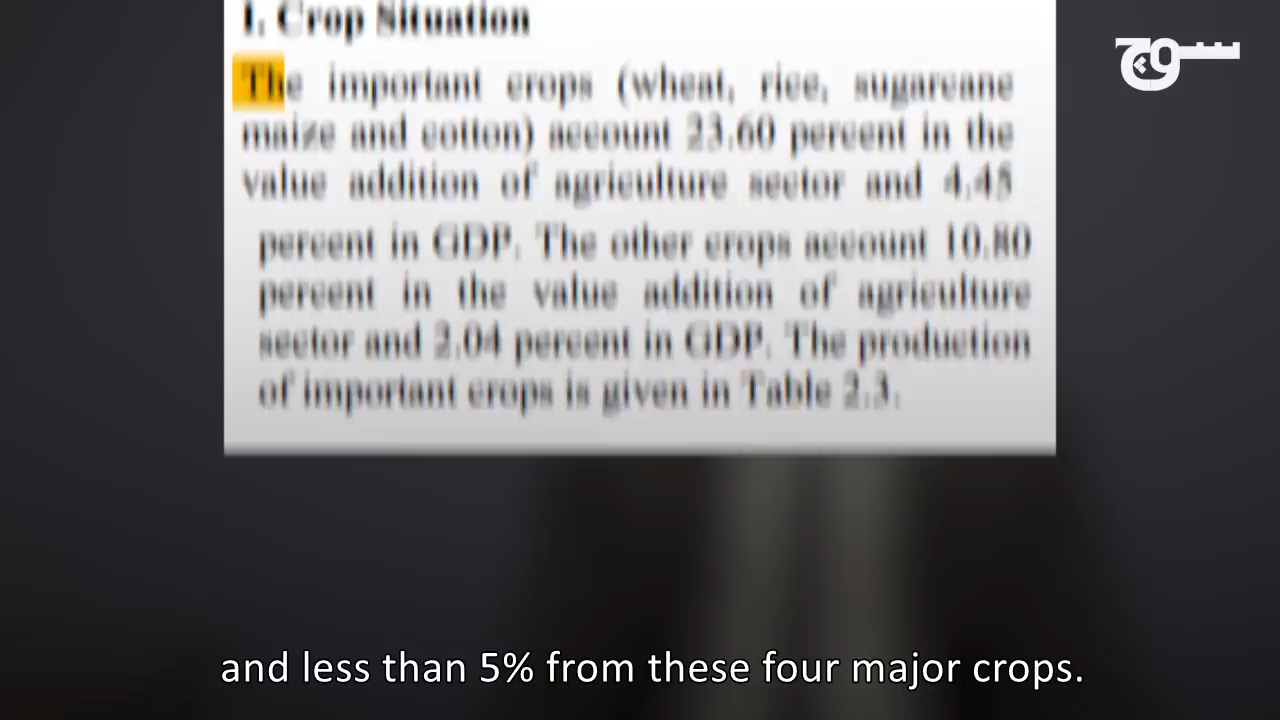 I. Crop Situation
سوچ
The important crops (wheat, rice, sugarcane
maize and cotton) account 23.60 percent in the
value addition of agriculture sector and 4.45
percent in GDP. The other crops account 10.80
percent in the value addition of agriculture
sector and 2.04 percent in GDP. The production
of important crops is given in Table 2.3.
and less than 5% from these four major crops.